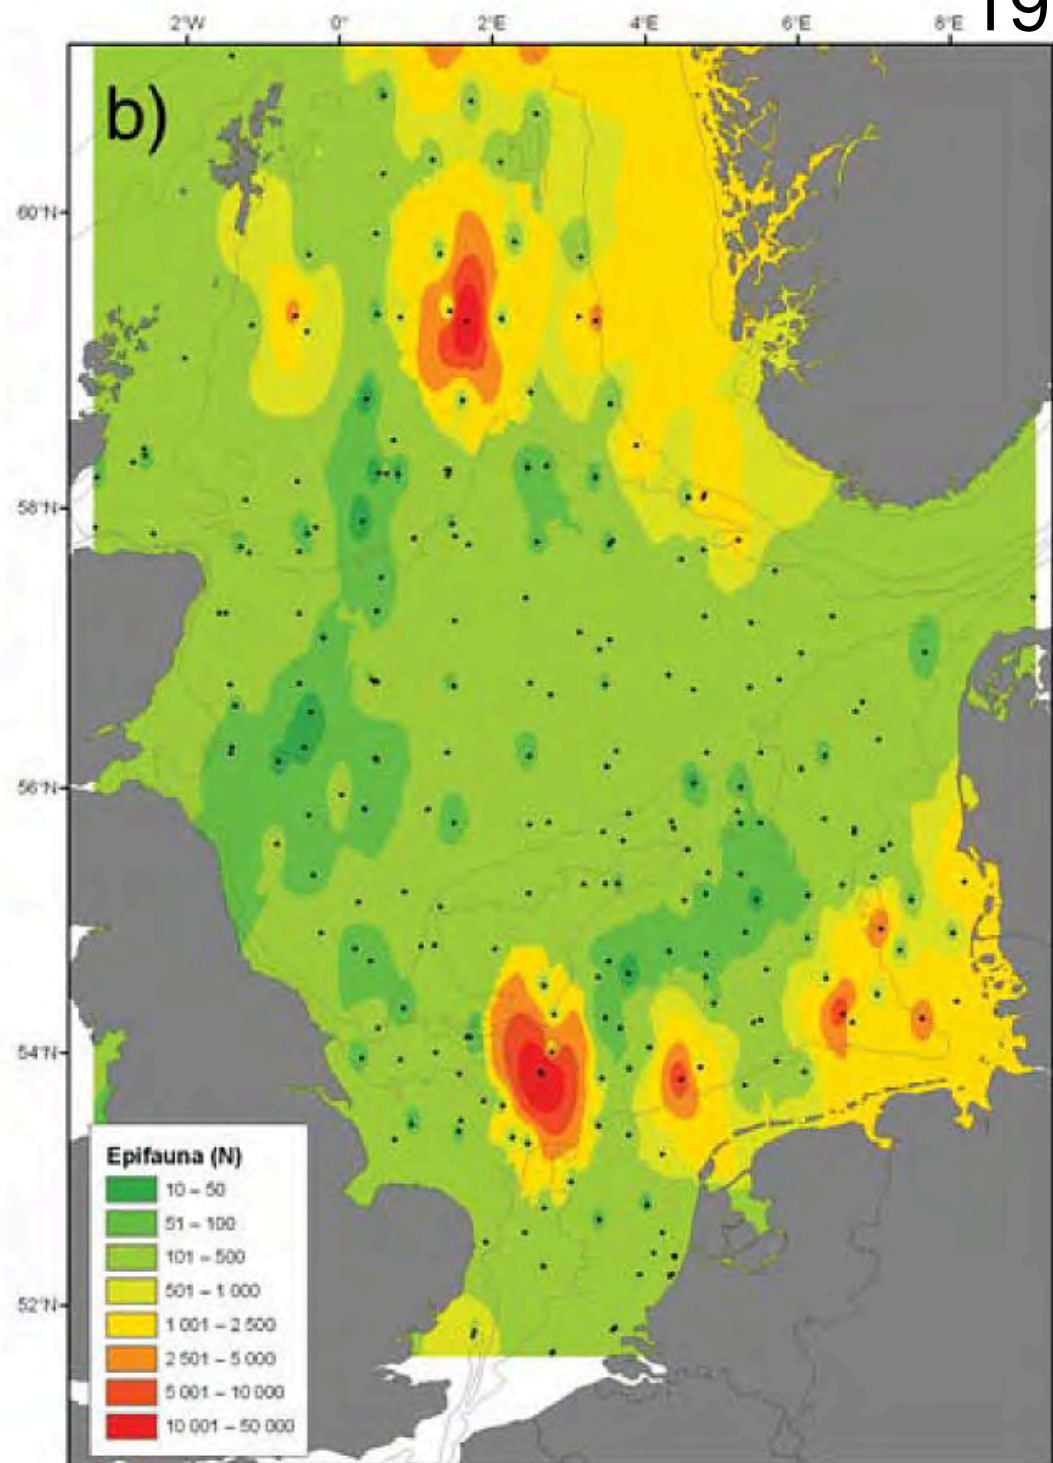 19
2°W 0° 2°E 4°E 6°E 8°E
b)
60°N
58°N
56°N
54°N
52°N
Epifauna (N)
10 – 50
51 – 100
101 – 500
501 – 1 000
1 001 – 2 500
2 501 – 5 000
5 001 – 10 000
10 001 – 50 000